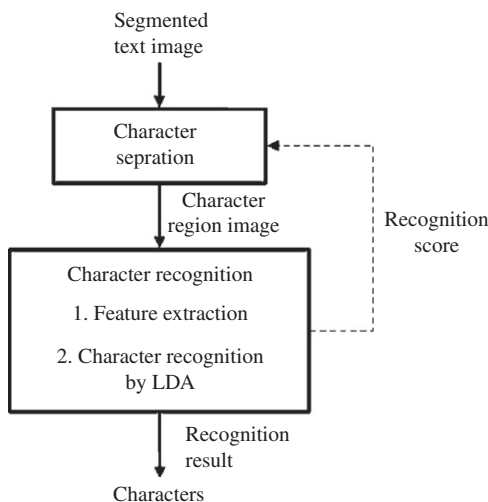 Segmented
text image
Character
sepration
Character
region image
Recognition
score
Character recognition
1. Feature extraction
2. Character recognition
by LDA
Recognition
result
Characters